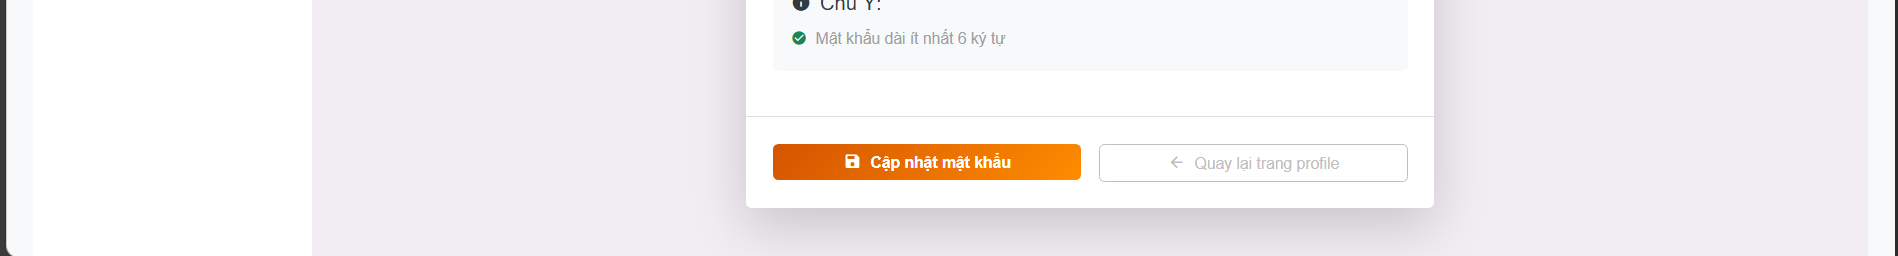 Chú Ý:
Mật khẩu dài ít nhất 6 ký tự
Cập nhật mật khẩu
Quay lại trang profile